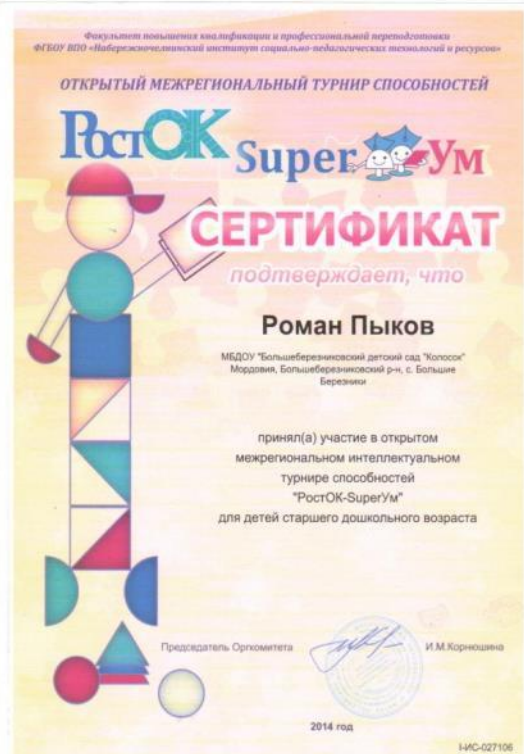 Факультет повышения квалификации и профессиональной переподготовки
ФГБОУ ВПО «Набережночелнинский институт социально-педагогических технологий и ресурсов»
ОТКРЫТЫЙ МЕЖРЕГИОНАЛЬНЫЙ ТУРНИР СПОСОБНОСТЕЙ
РостОК SuperУм
СЕРТИФИКАТ
подтверждает, что
Роман Пыков
МБДОУ "Большеберезниковский детский сад "Колосок"
Мордовия, Большеберезниковский р-н, с. Большие
Березники
принял(а) участие в открытом
межрегиональном интеллектуальном
турнире способностей
"РостОК-SuperУм"
для детей старшего дошкольного возраста
Председатель Оргкомитета И.М.Корнюшина
2014 год
I-ИС-027106